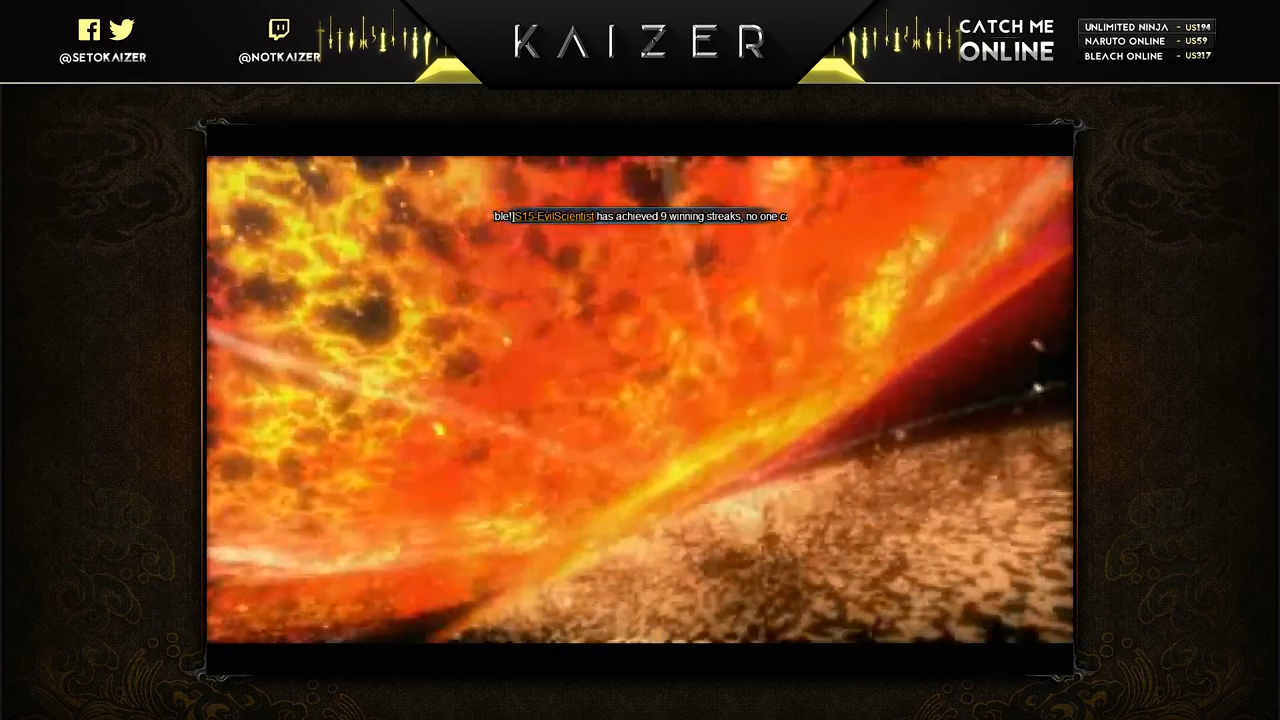 KAIZER
CATCH ME
ONLINE
UNLIMITED NINJA - US194
NARUTO ONLINE - US59
BLEACH ONLINE - US317
@SETOKAIZER
@NOTKAIZER
ble!]S15-EvilScientist has achieved 9 winning streaks, no one ca